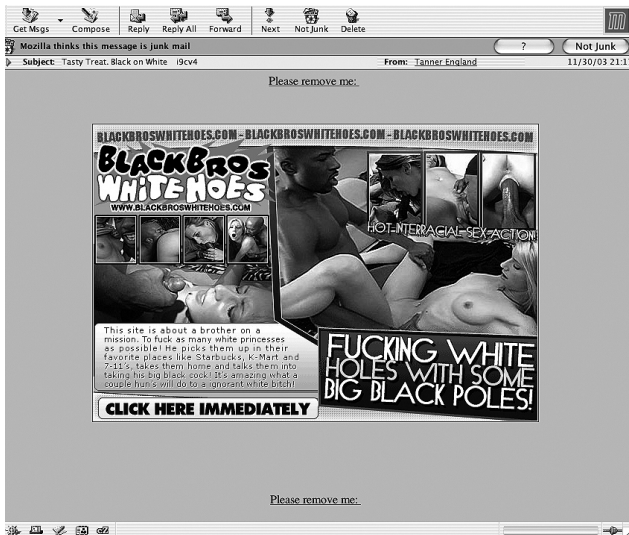 Get Msgs Compose Reply Reply All Forward Next Not Junk Delete
Mozilla thinks this message is junk mail ? Not Junk
Subject: Tasty Treat. Black on White i9cv4 From: Tanner England 11/30/03 21:1
Please remove me:
BLACKBROSWHITEHOES.COM - BLACKBROSWHITEHOES.COM - BLACKBROSWHITEHOES.COM
BLACKBROS
WHITEHOES
WWW.BLACKBROSWHITEHOES.COM
HOT-INTERRACIAL-SEX-ACTION
This site is about a brother on a
mission. To fuck as many white princesses
as possible! He picks them up in their
favorite places like Starbucks, K-Mart and
7-11's, takes them home and talks them into
taking his big black cock! It's amazing what a
couple hun's will do to a ignorant white bitch!
CLICK HERE IMMEDIATELY
FUCKING WHITE
HOLES WITH SOME
BIG BLACK POLES!
Please remove me: